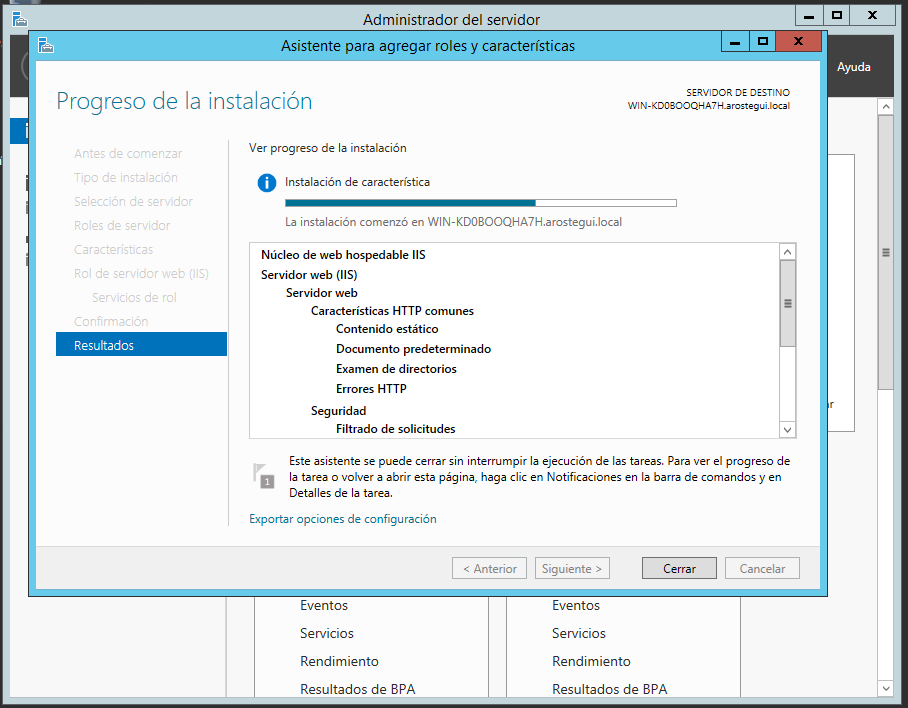 Administrador del servidor
Asistente para agregar roles y características
Ayuda
Progreso de la instalación
SERVIDOR DE DESTINO
WIN-KD0BOOQHA7H.arostegui.local
Antes de comenzar
Tipo de instalación
Selección de servidor
Roles de servidor
Características
Rol de servidor web (IIS)
Servicios de rol
Confirmación
Resultados
Ver progreso de la instalación
Instalación de característica
La instalación comenzó en WIN-KD0BOOQHA7H.arostegui.local
Núcleo de web hospedable IIS
Servidor web (IIS)
Servidor web
Características HTTP comunes
Contenido estático
Documento predeterminado
Examen de directorios
Errores HTTP
Seguridad
Filtrado de solicitudes
1
Este asistente se puede cerrar sin interrumpir la ejecución de las tareas. Para ver el progreso de
la tarea o volver a abrir esta página, haga clic en Notificaciones en la barra de comandos y en
Detalles de la tarea.
Exportar opciones de configuración
< Anterior
Siguiente >
Cerrar
Cancelar
Eventos
Eventos
Servicios
Servicios
Rendimiento
Rendimiento
Resultados de BPA
Resultados de BPA